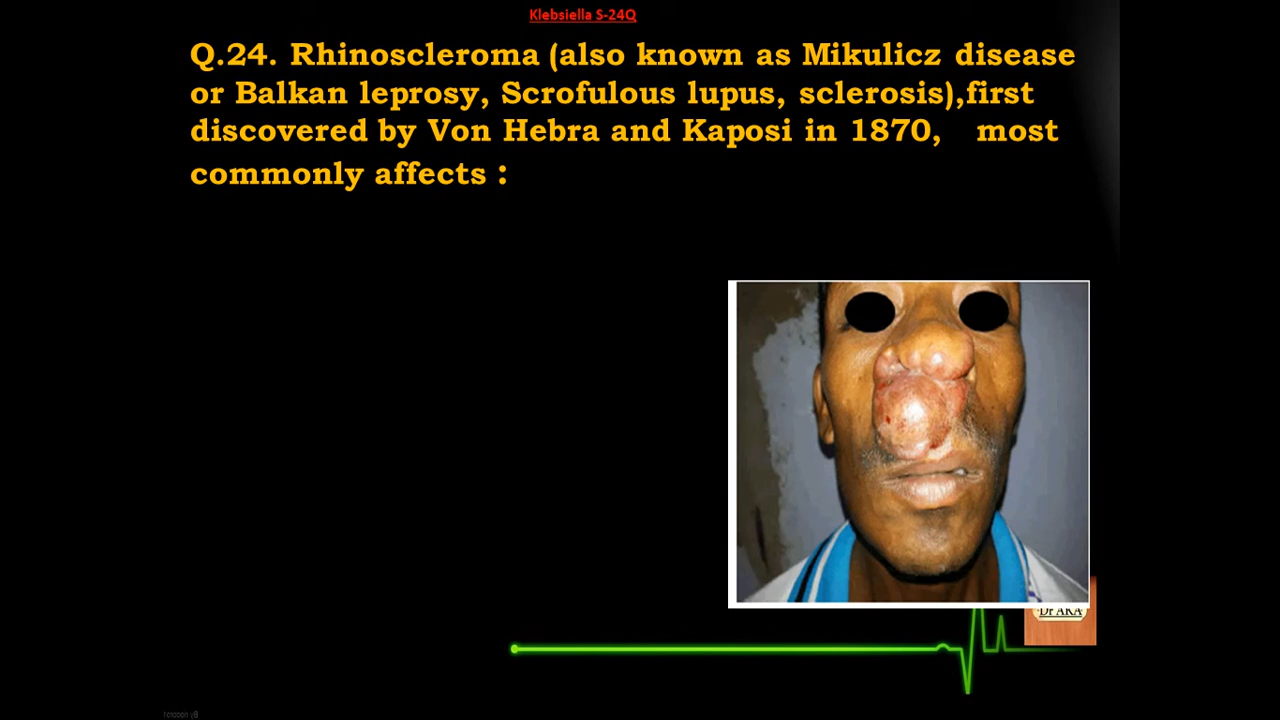 Klebsiella S-24Q
Q.24. Rhinoscleroma (also known as Mikulicz disease
or Balkan leprosy, Scrofulous lupus, sclerosis),first
discovered by Von Hebra and Kaposi in 1870, most
commonly affects :
Dr AKA